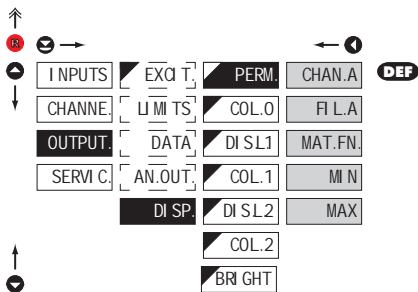 R
DEF
INPUTS EXCIT. PERM. CHAN.A
CHANNE. LIMITS COL.0 FIL.A
OUTPUT. DATA DISL.1 MAT.FN.
SERVIC. AN.OUT. COL.1 MIN
DISP. DISL.2 MAX
COL.2
BRIGHT